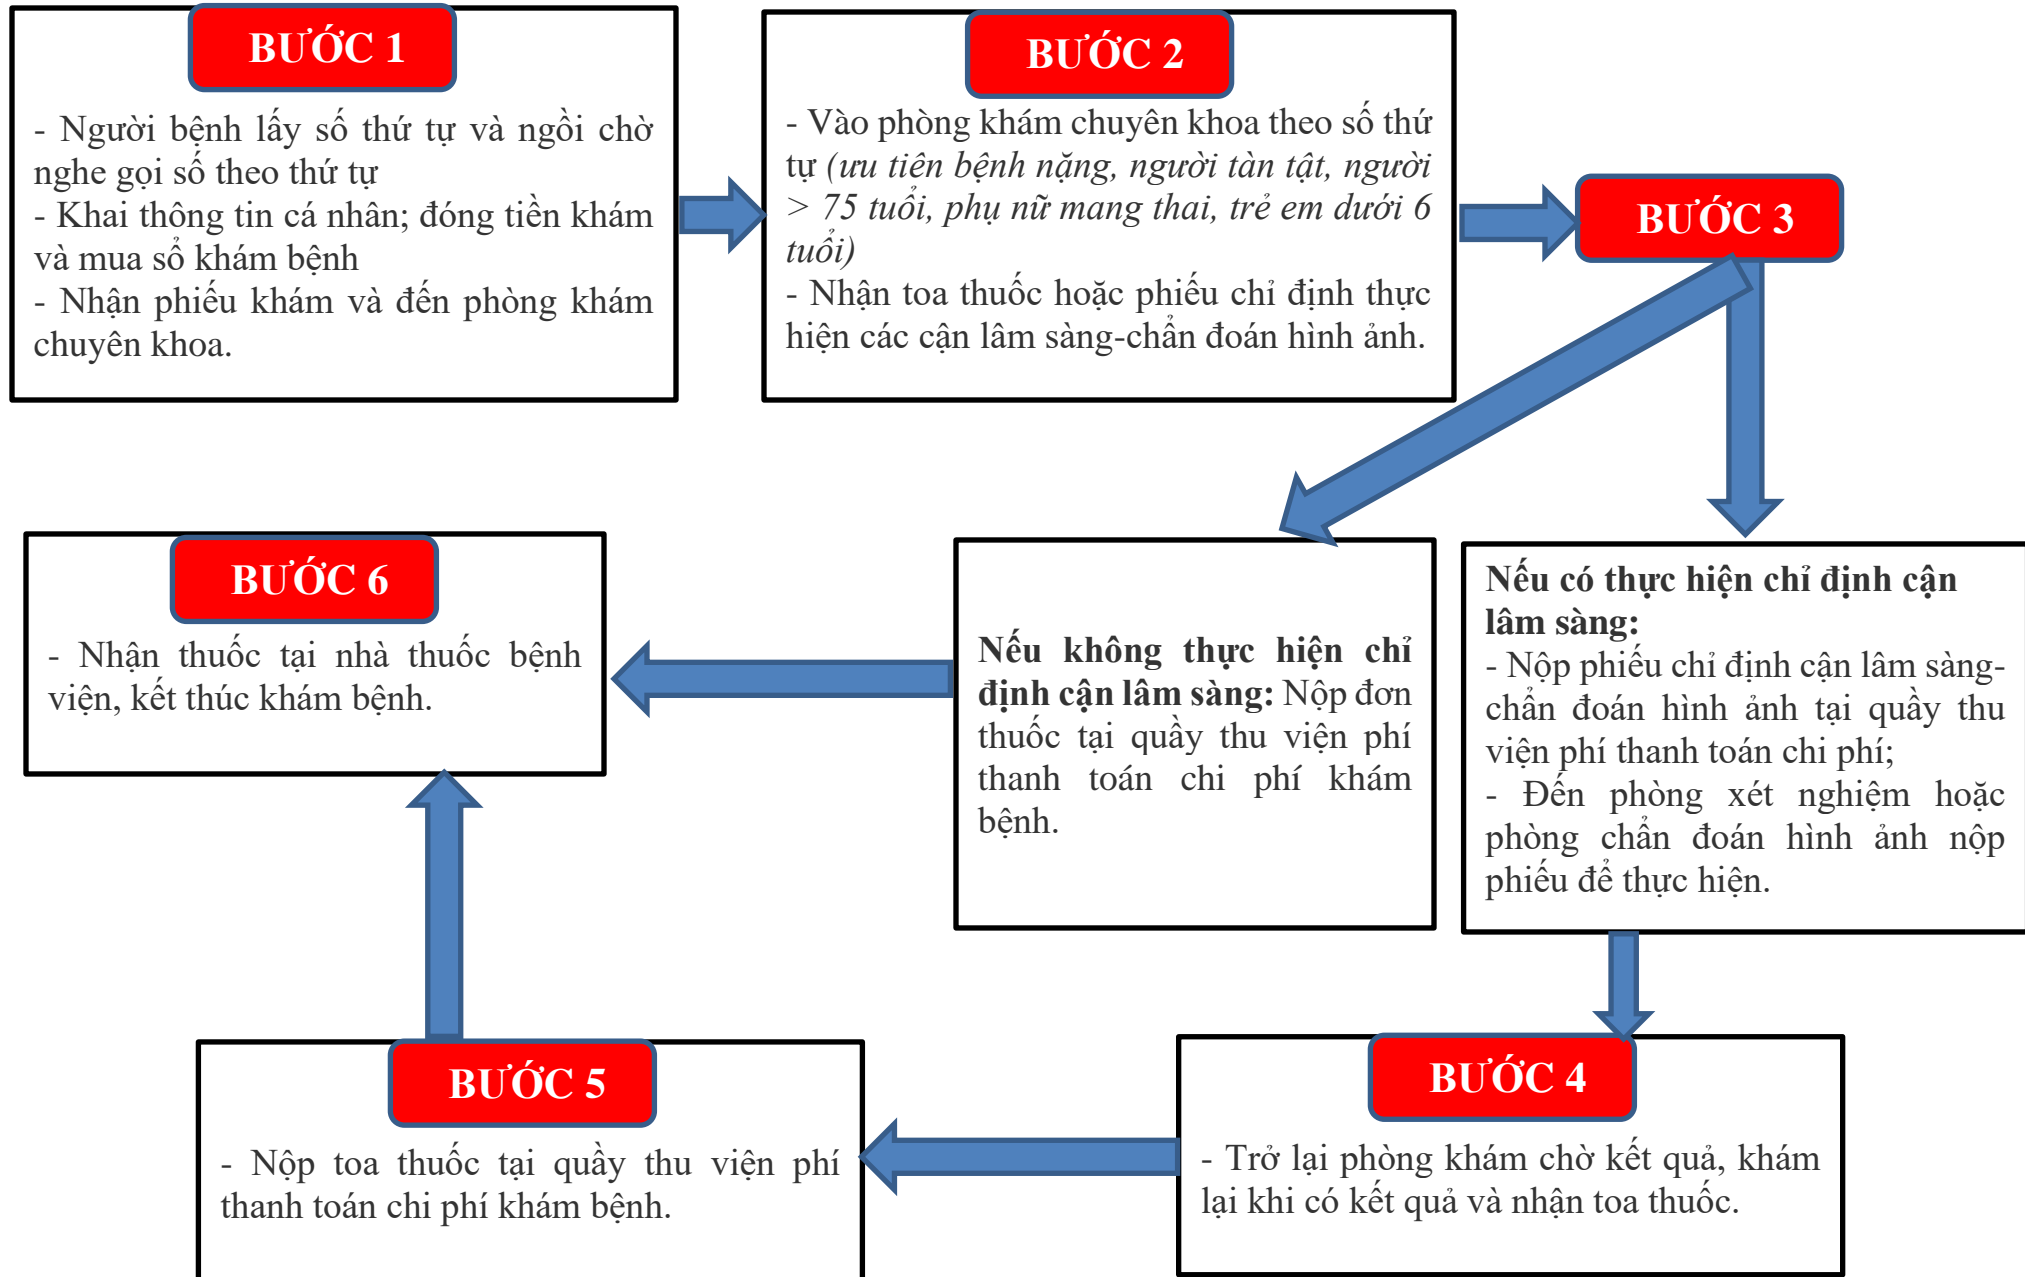 BƯỚC 1
- Người bệnh lấy số thứ tự và ngồi chờ
nghe gọi số theo thứ tự
- Khai thông tin cá nhân; đóng tiền khám
và mua sổ khám bệnh
- Nhận phiếu khám và đến phòng khám
chuyên khoa.
BƯỚC 2
- Vào phòng khám chuyên khoa theo số thứ
tự (ưu tiên bệnh nặng, người tàn tật, người
> 75 tuổi, phụ nữ mang thai, trẻ em dưới 6
tuổi)
- Nhận toa thuốc hoặc phiếu chỉ định thực
hiện các cận lâm sàng-chẩn đoán hình ảnh.
BƯỚC 3
Nếu không thực hiện chỉ
định cận lâm sàng: Nộp đơn
thuốc tại quầy thu viện phí
thanh toán chi phí khám
bệnh.
Nếu có thực hiện chỉ định cận
lâm sàng:
- Nộp phiếu chỉ định cận lâm sàng-
chẩn đoán hình ảnh tại quầy thu
viện phí thanh toán chi phí;
- Đến phòng xét nghiệm hoặc
phòng chẩn đoán hình ảnh nộp
phiếu để thực hiện.
BƯỚC 4
- Trở lại phòng khám chờ kết quả, khám
lại khi có kết quả và nhận toa thuốc.
BƯỚC 5
- Nộp toa thuốc tại quầy thu viện phí
thanh toán chi phí khám bệnh.
BƯỚC 6
- Nhận thuốc tại nhà thuốc bệnh
viện, kết thúc khám bệnh.